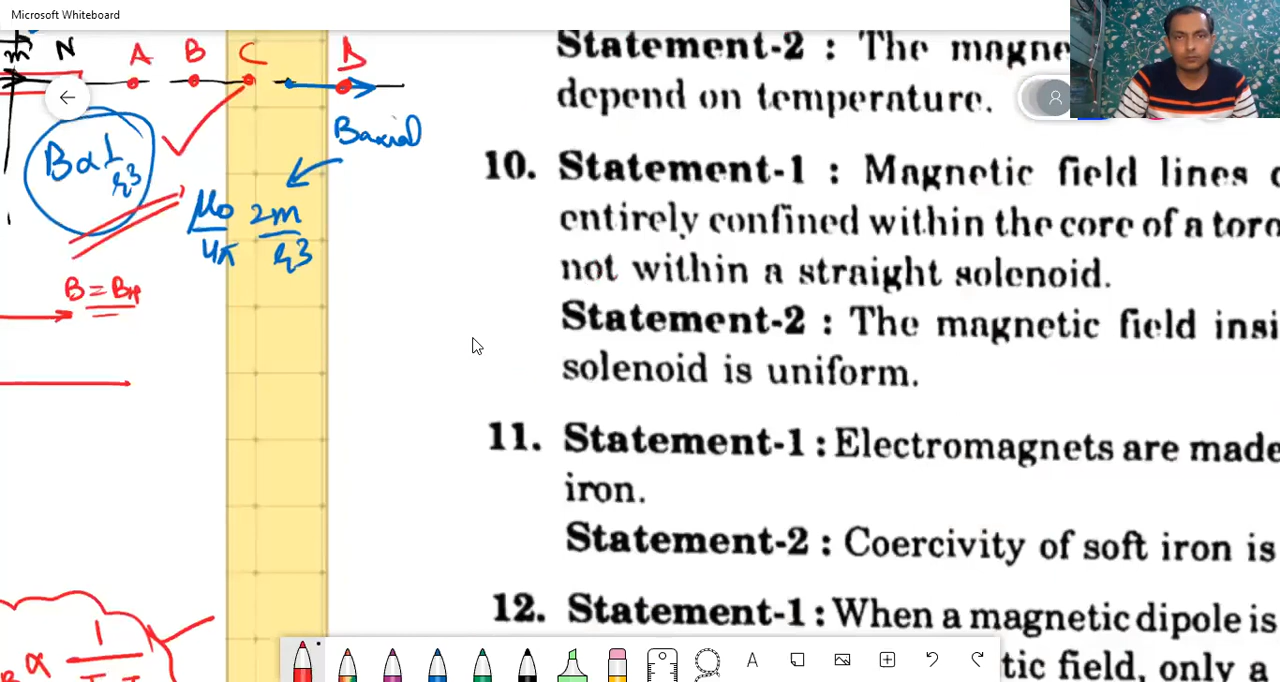 Microsoft Whiteboard
N A B C D
Baxial
B α 1/r3
μ0/4π 2m/r3
B = BH
Statement-2 : The magne
depend on temperature.
10. Statement-1 : Magnetic field lines c
entirely confined within the core of a toro
not within a straight solenoid.
Statement-2 : The magnetic field insi
solenoid is uniform.
11. Statement-1 : Electromagnets are made
iron.
Statement-2 : Coercivity of soft iron is
12. Statement-1 : When a magnetic dipole is
tic field, only a
A